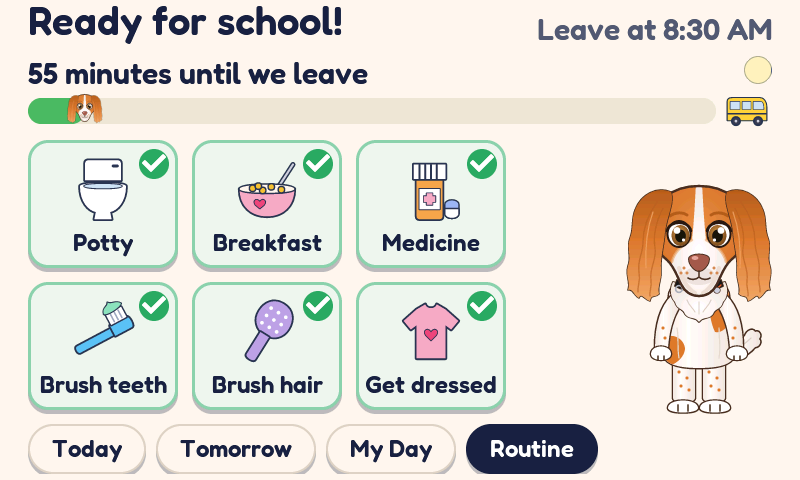 Ready for school!
Leave at 8:30 AM
55 minutes until we leave
Potty
Breakfast
Medicine
Brush teeth
Brush hair
Get dressed
Today
Tomorrow
My Day
Routine